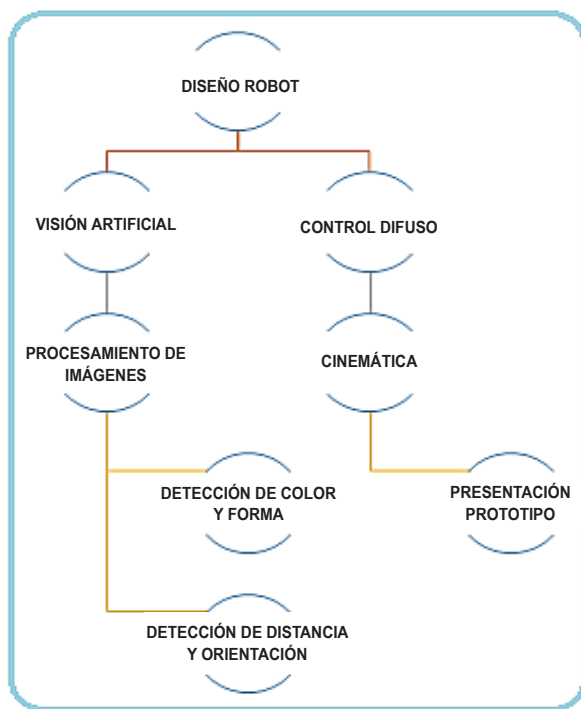 DISEÑO ROBOT
VISIÓN ARTIFICIAL
CONTROL DIFUSO
PROCESAMIENTO DE
IMÁGENES
CINEMÁTICA
DETECCIÓN DE COLOR
Y FORMA
PRESENTACIÓN
PROTOTIPO
DETECCIÓN DE DISTANCIA
Y ORIENTACIÓN